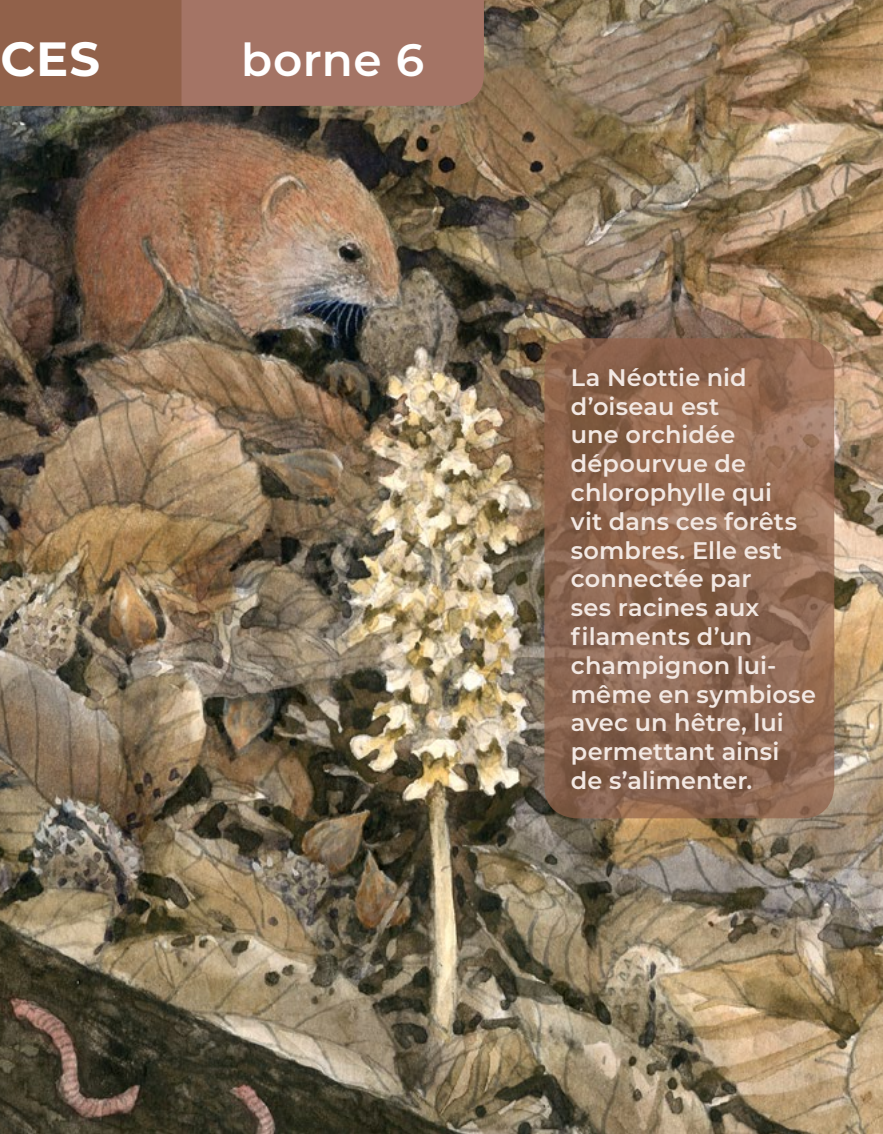 CES
borne 6
La Néottie nid
d’oiseau est
une orchidée
dépourvue de
chlorophylle qui
vit dans ces forêts
sombres. Elle est
connectée par
ses racines aux
filaments d’un
champignon lui-
même en symbiose
avec un hêtre, lui
permettant ainsi
de s’alimenter.